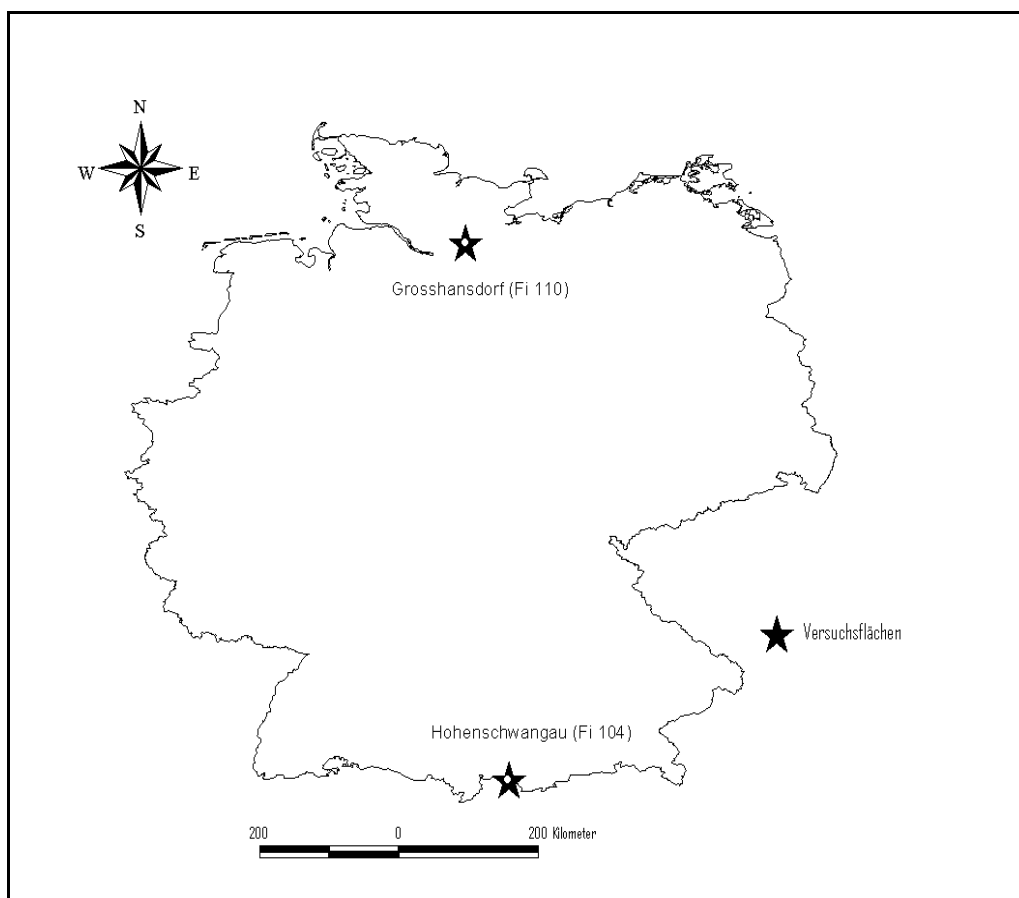 N
W E
S
Grosshansdorf (Fi 110)
Versuchsflächen
Hohenschwangau (Fi 104)
200 0 200 Kilometer